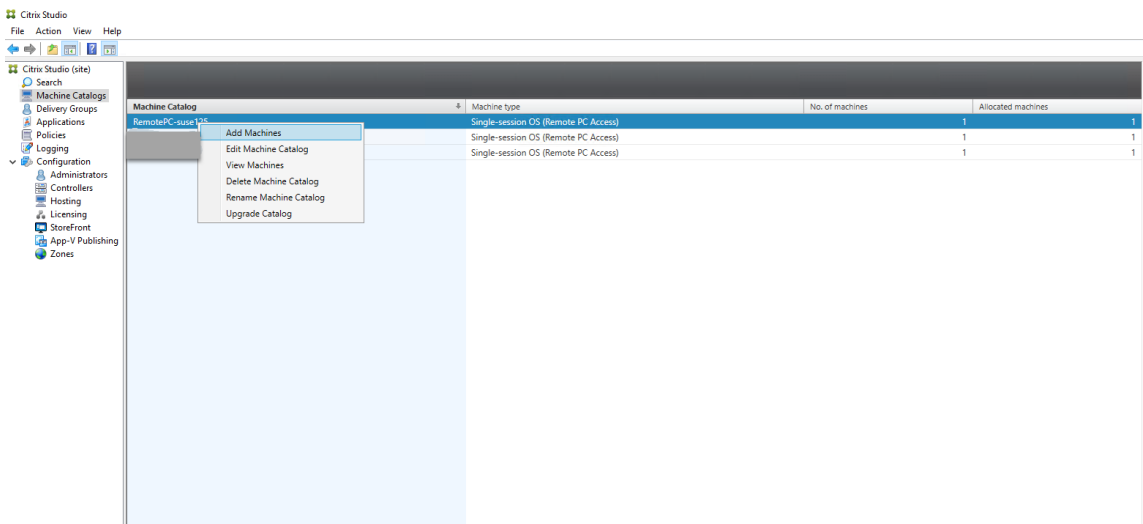 Citrix Studio
File Action View Help
Citrix Studio (site)
Search
Machine Catalogs
Delivery Groups
Applications
Policies
Logging
Configuration
Administrators
Controllers
Hosting
Licensing
StoreFront
App-V Publishing
Zones
Machine Catalog Machine type No. of machines Allocated machines
RemotePC-suse125 Single-session OS (Remote PC Access) 1 1
Single-session OS (Remote PC Access) 1 1
Single-session OS (Remote PC Access) 1 1
Add Machines
Edit Machine Catalog
View Machines
Delete Machine Catalog
Rename Machine Catalog
Upgrade Catalog